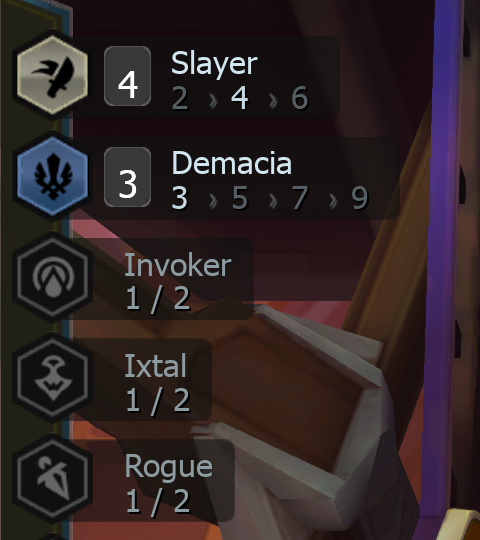 4 Slayer
2 › 4 › 6
3 Demacia
3 › 5 › 7 › 9
Invoker
1 / 2
Ixtal
1 / 2
Rogue
1 / 2